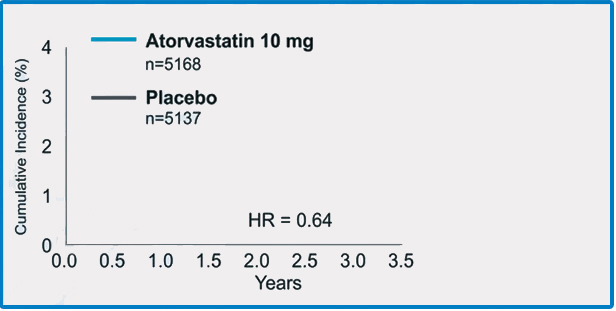 Atorvastatin 10 mg
n=5168
Placebo
n=5137
Cumulative Incidence (%)
4
3
2
1
0
HR = 0.64
0.0 0.5 1.0 1.5 2.0 2.5 3.0 3.5
Years